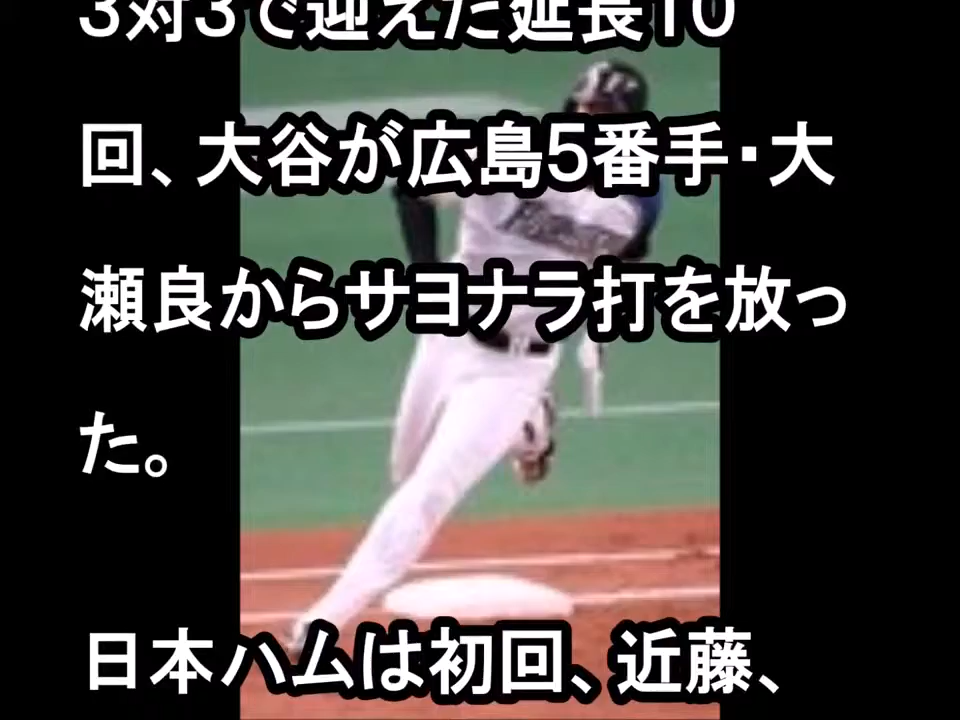 3対3で迎えた延長10
回、大谷が広島5番手・大
瀬良からサヨナラ打を放っ
た。
日本ハムは初回、近藤、